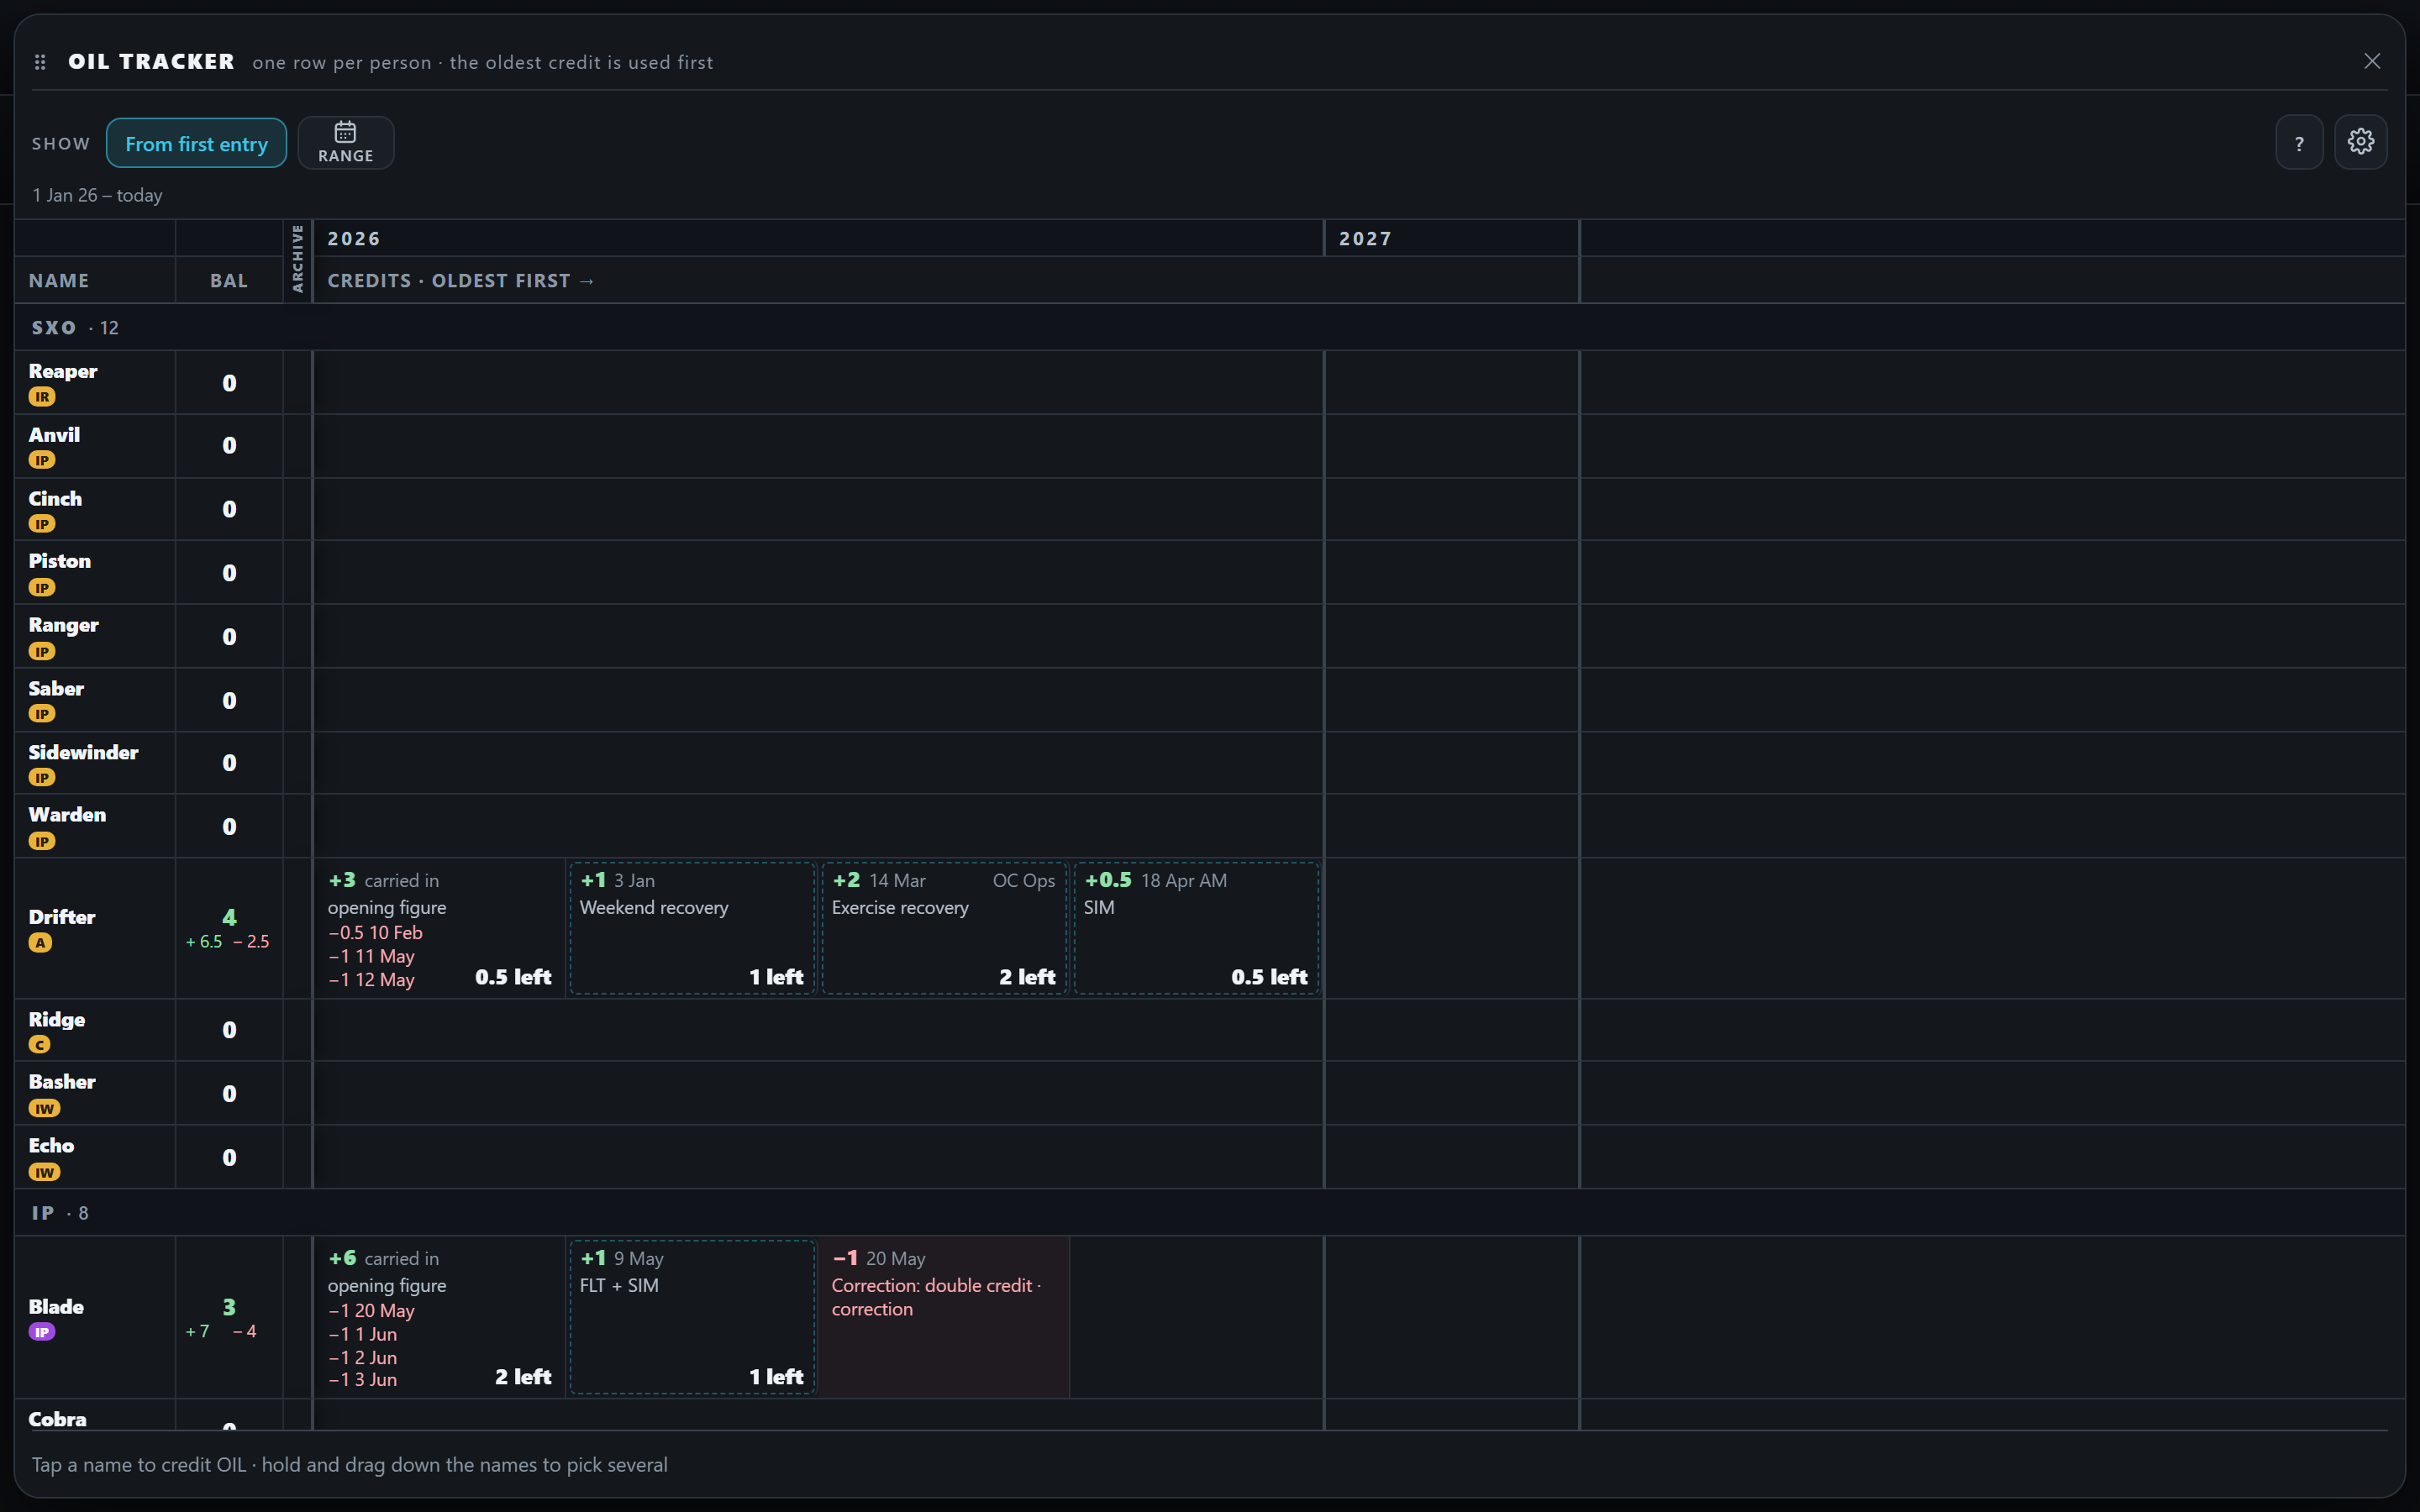 OIL TRACKER one row per person · the oldest credit is used first
SHOW From first entry RANGE ?
1 Jan 26 – today
ARCHIVE 2026 2027
NAME BAL CREDITS · OLDEST FIRST →
SXO · 12
Reaper
IR 0
Anvil
IP 0
Cinch
IP 0
Piston
IP 0
Ranger
IP 0
Saber
IP 0
Sidewinder
IP 0
Warden
IP 0
Drifter
A
4
+ 6.5 − 2.5
+3 carried in
opening figure
−0.5 10 Feb
−1 11 May
−1 12 May 0.5 left
+1 3 Jan
Weekend recovery
1 left
+2 14 Mar OC Ops
Exercise recovery
2 left
+0.5 18 Apr AM
SIM
0.5 left
Ridge
C 0
Basher
IW 0
Echo
IW 0
IP · 8
Blade
IP
3
+ 7 − 4
+6 carried in
opening figure
−1 20 May
−1 1 Jun
−1 2 Jun
−1 3 Jun 2 left
+1 9 May
FLT + SIM
1 left
−1 20 May
Correction: double credit ·
correction
Cobra 0
Tap a name to credit OIL · hold and drag down the names to pick several